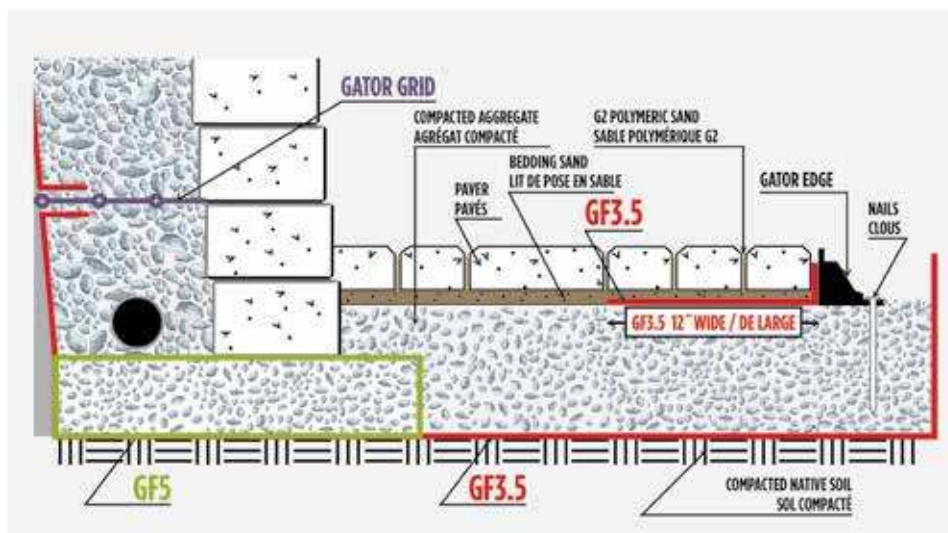 GATOR GRID
COMPACTED AGGREGATE
AGRÉGAT COMPACTÉ
G2 POLYMERIC SAND
SABLE POLYMÉRIQUE G2
BEDDING SAND
LIT DE POSE EN SABLE
PAVER
PAVÉS
GF3.5
GATOR EDGE
NAILS
CLOUS
GF3.5 12" WIDE / DE LARGE
GF5
GF3.5
COMPACTED NATIVE SOIL
SOL COMPACTÉ